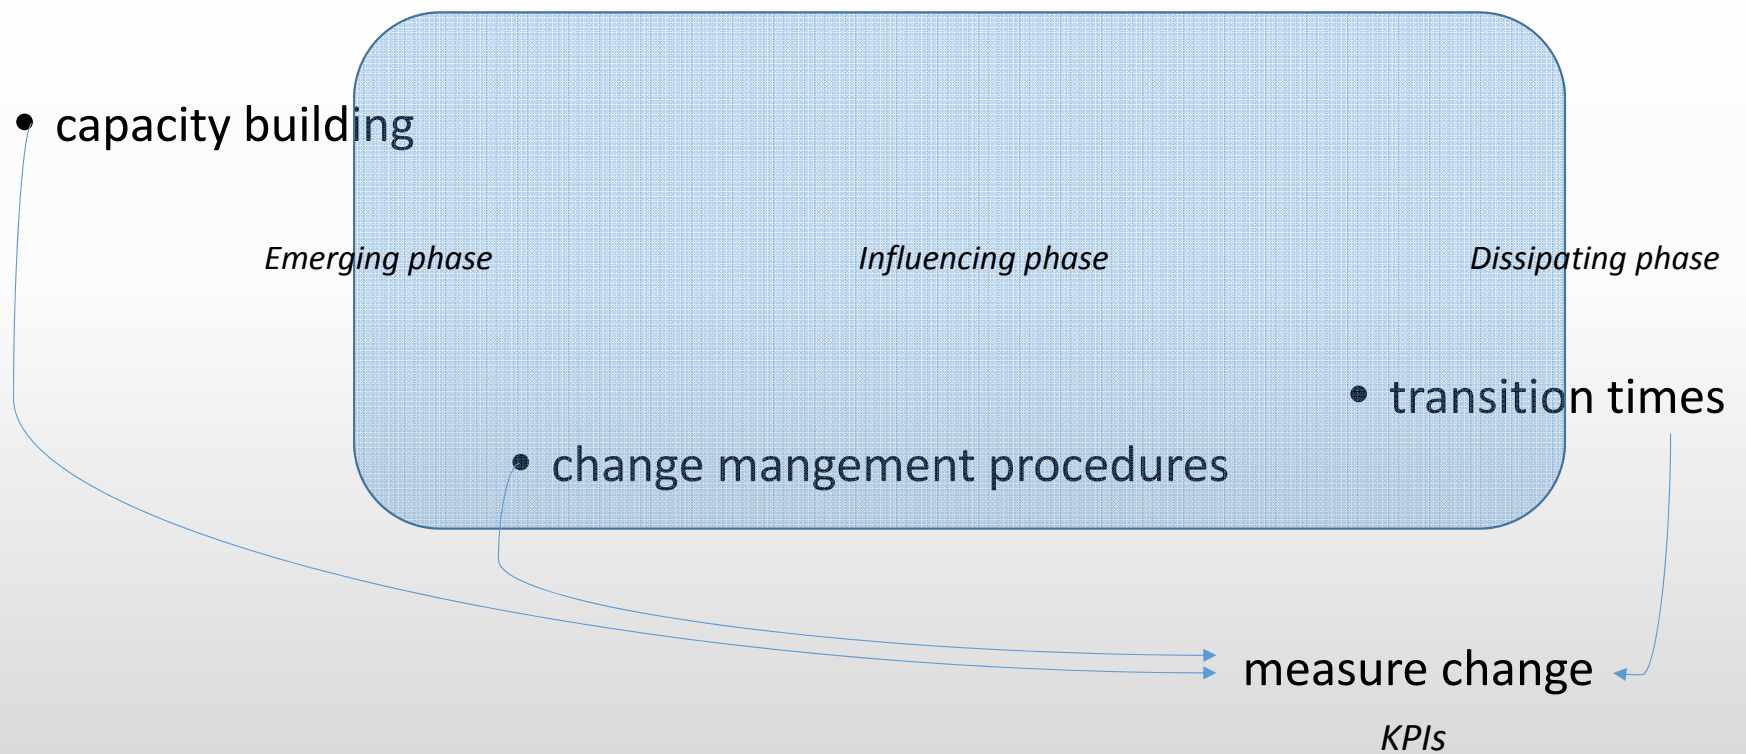 • capacity building
Emerging phase
Influencing phase
Dissipating phase
• transition times
• change mangement procedures
measure change
KPIs